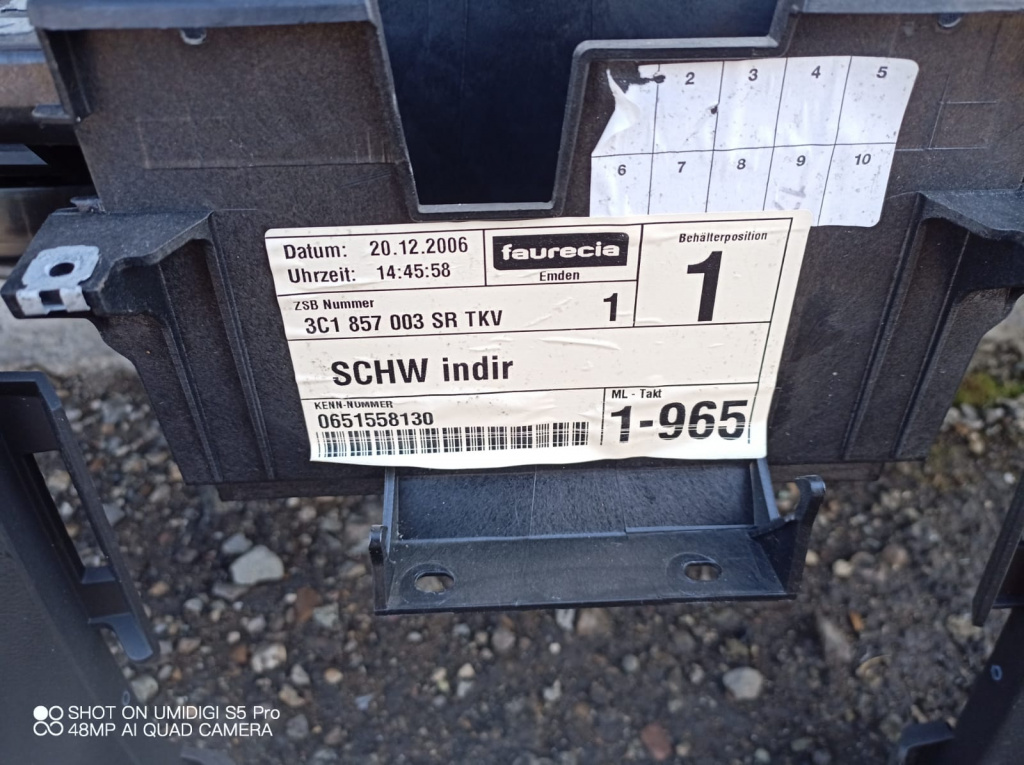 2 3 4 5
6 7 8 9 10
Datum: 20.12.2006
Uhrzeit: 14:45:58
faurecia
Emden
Behälterposition
1
ZSB Nummer
3C1 857 003 SR TKV 1
SCHW indir
KENN-NUMMER
0651558130
ML - Takt
1-965
SHOT ON UMIDIGI S5 Pro
48MP AI QUAD CAMERA